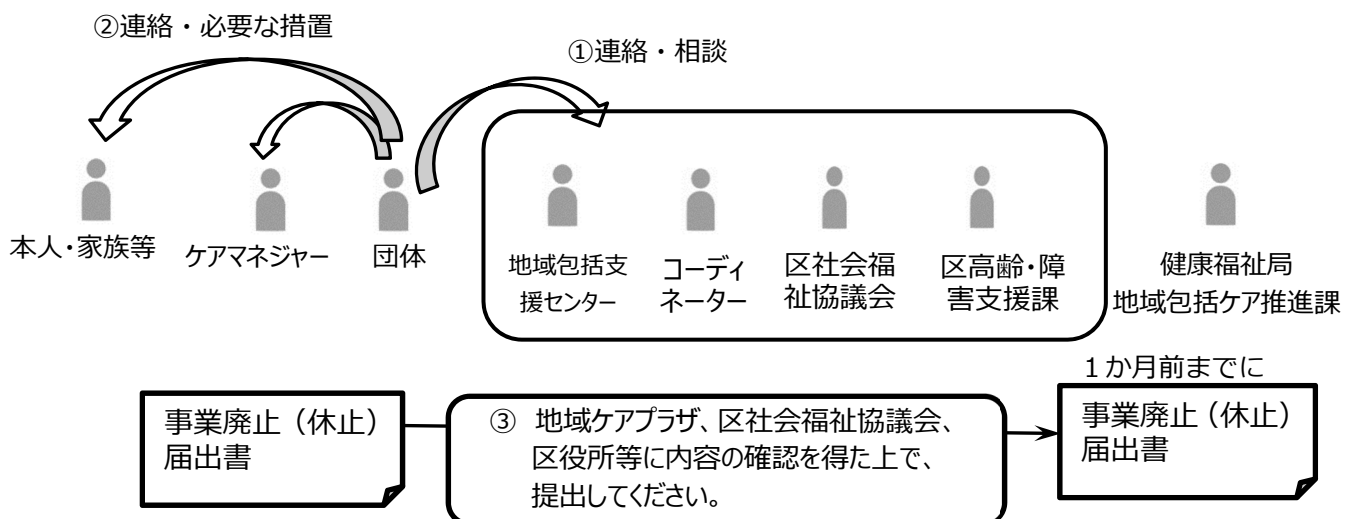 ②連絡・必要な措置
①連絡・相談
本人・家族等
ケアマネジャー
団体
地域包括支
援センター
コーディ
ネーター
区社会福
祉協議会
区高齢・障
害支援課
健康福祉局
地域包括ケア推進課
1か月前までに
事業廃止（休止）
届出書
③ 地域ケアプラザ、区社会福祉協議会、
区役所等に内容の確認を得た上で、
提出してください。
事業廃止（休止）
届出書